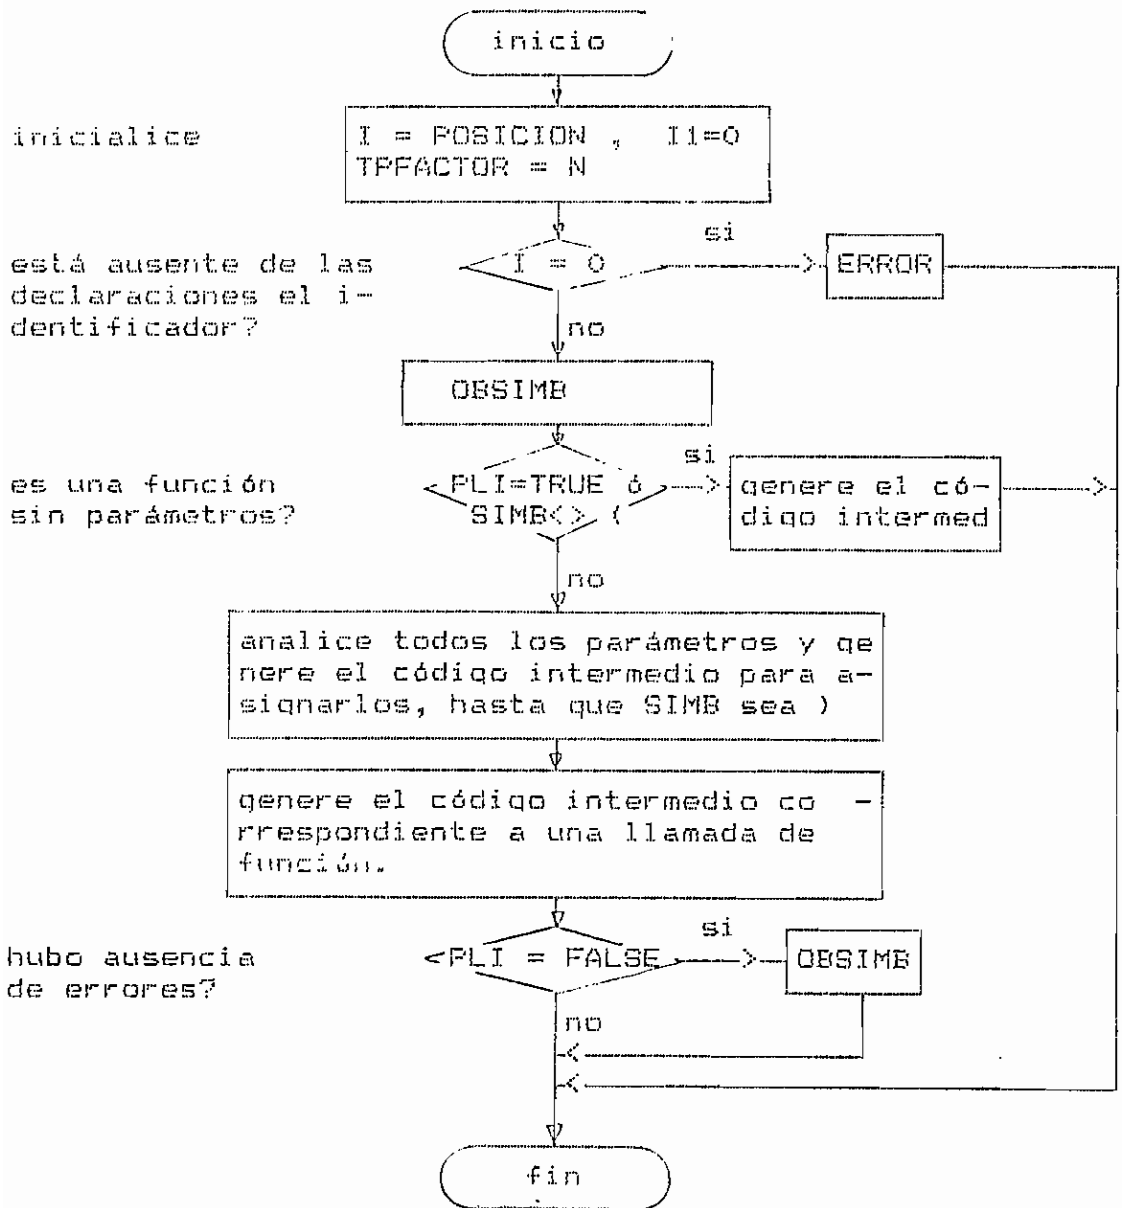 inicio
inicialice
I = POSICION , I1=0
TPFACTOR = N
está ausente de las
declaraciones el i-
dentificador?
I = 0
si
ERROR
no
OBSIMB
es una función
sin parámetros?
PLI=TRUE ó
SIMB<> (
si
genere el có-
digo intermed
no
analice todos los parámetros y ge
nere el código intermedio para a-
signarlos, hasta que SIMB sea )
genere el código intermedio co -
rrespondiente a una llamada de
función.
hubo ausencia
de errores?
PLI = FALSE
si
OBSIMB
no
fin